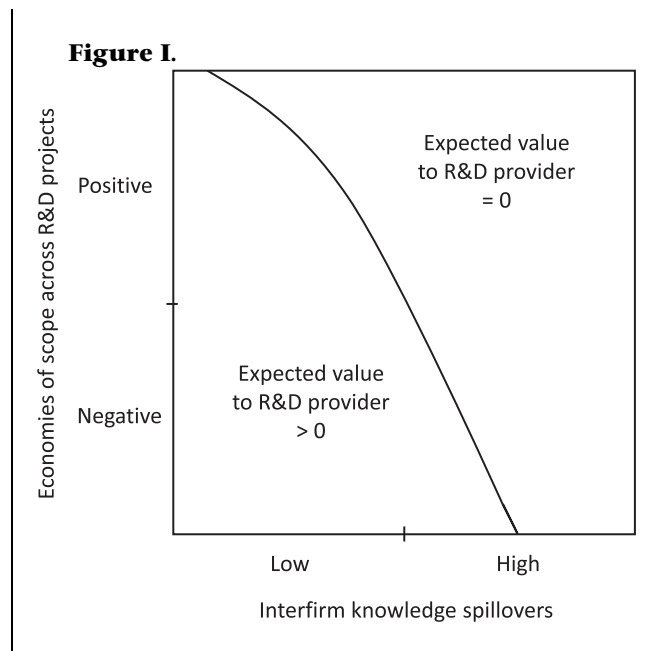 Figure I.
Economies of scope across R&D projects
Positive
Negative
Expected value
to R&D provider
= 0
Expected value
to R&D provider
> 0
Low
High
Interfirm knowledge spillovers